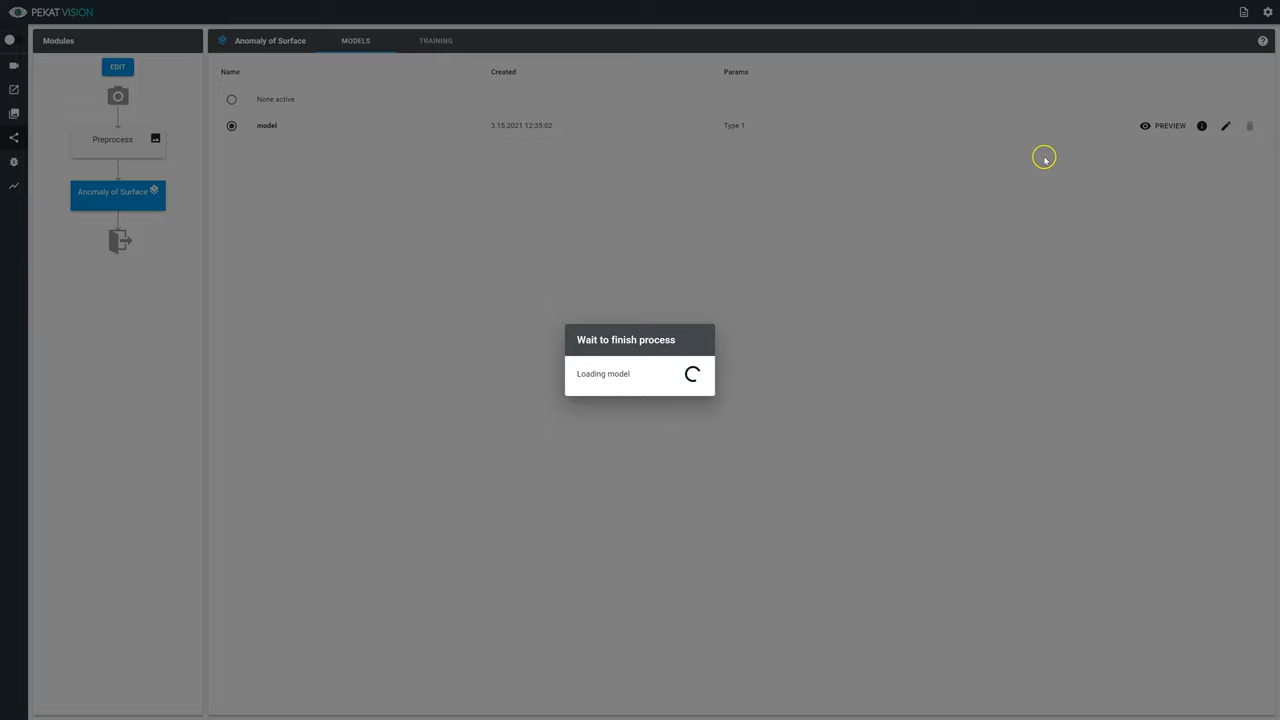 PEKAT VISION
Modules
Anomaly of Surface
MODELS
TRAINING
EDIT
Name
Created
Params
None active
model
3.15.2021 12:35:02
Type 1
PREVIEW
Preprocess
Anomaly of Surface
Wait to finish process
Loading model